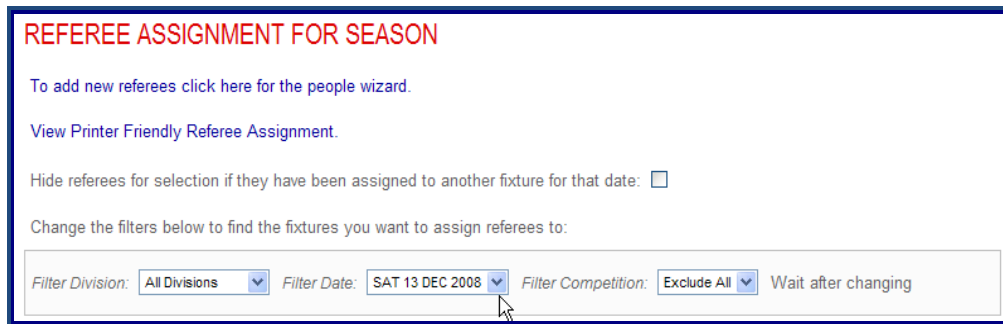 REFEREE ASSIGNMENT FOR SEASON
To add new referees click here for the people wizard.
View Printer Friendly Referee Assignment.
Hide referees for selection if they have been assigned to another fixture for that date:
Change the filters below to find the fixtures you want to assign referees to:
Filter Division: All Divisions Filter Date: SAT 13 DEC 2008 Filter Competition: Exclude All Wait after changing